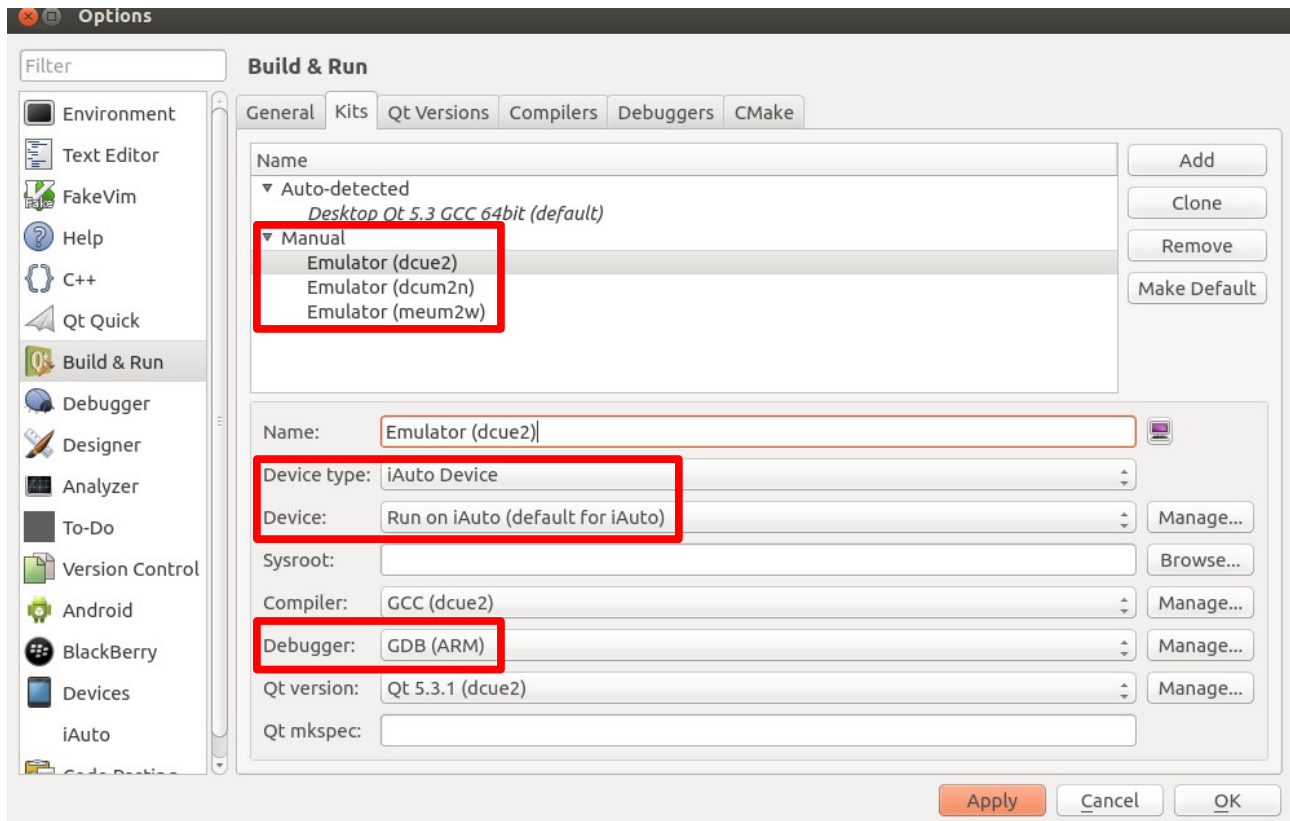 Options
Filter
Environment
Text Editor
FakeVim
Help
C++
Qt Quick
Build & Run
Debugger
Designer
Analyzer
To-Do
Version Control
Android
BlackBerry
Devices
iAuto
Build & Run
General Kits Qt Versions Compilers Debuggers CMake
Name
Auto-detected
Desktop Qt 5.3 GCC 64bit (default)
Manual
Emulator (dcue2)
Emulator (dcum2n)
Emulator (meum2w)
Add
Clone
Remove
Make Default
Name: Emulator (dcue2)
Device type: iAuto Device
Device: Run on iAuto (default for iAuto) Manage...
Sysroot: Browse...
Compiler: GCC (dcue2) Manage...
Debugger: GDB (ARM) Manage...
Qt version: Qt 5.3.1 (dcue2) Manage...
Qt mkspec:
Apply Cancel OK